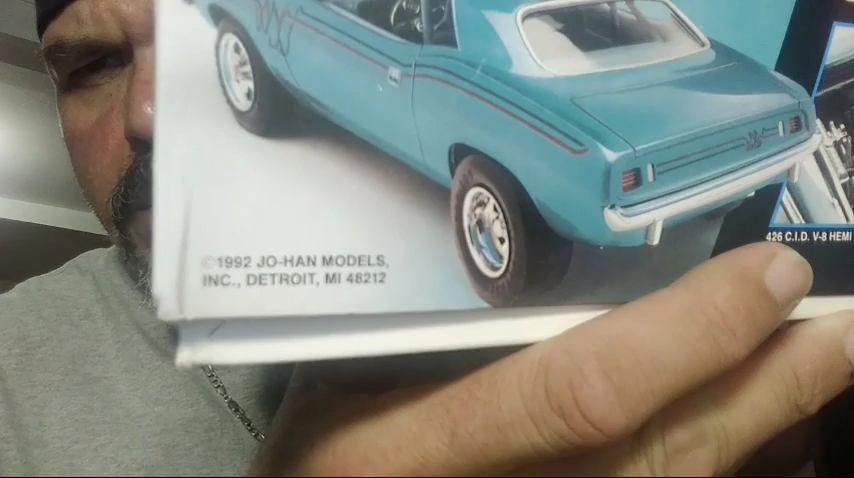 ©1992 JO-HAN MODELS,
INC., DETROIT, MI 48212
426 C.I.D. V-8 HEMI